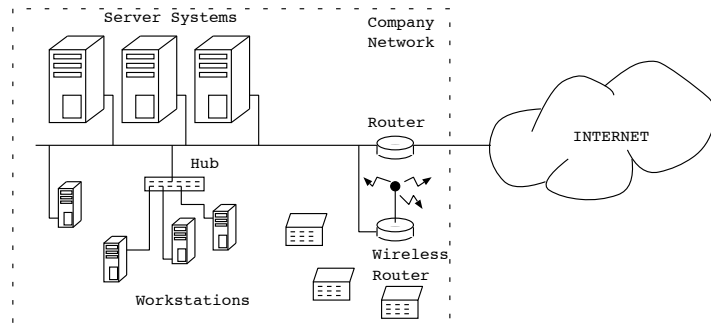 Server Systems
Company
Network
Router
INTERNET
Hub
Wireless
Router
Workstations